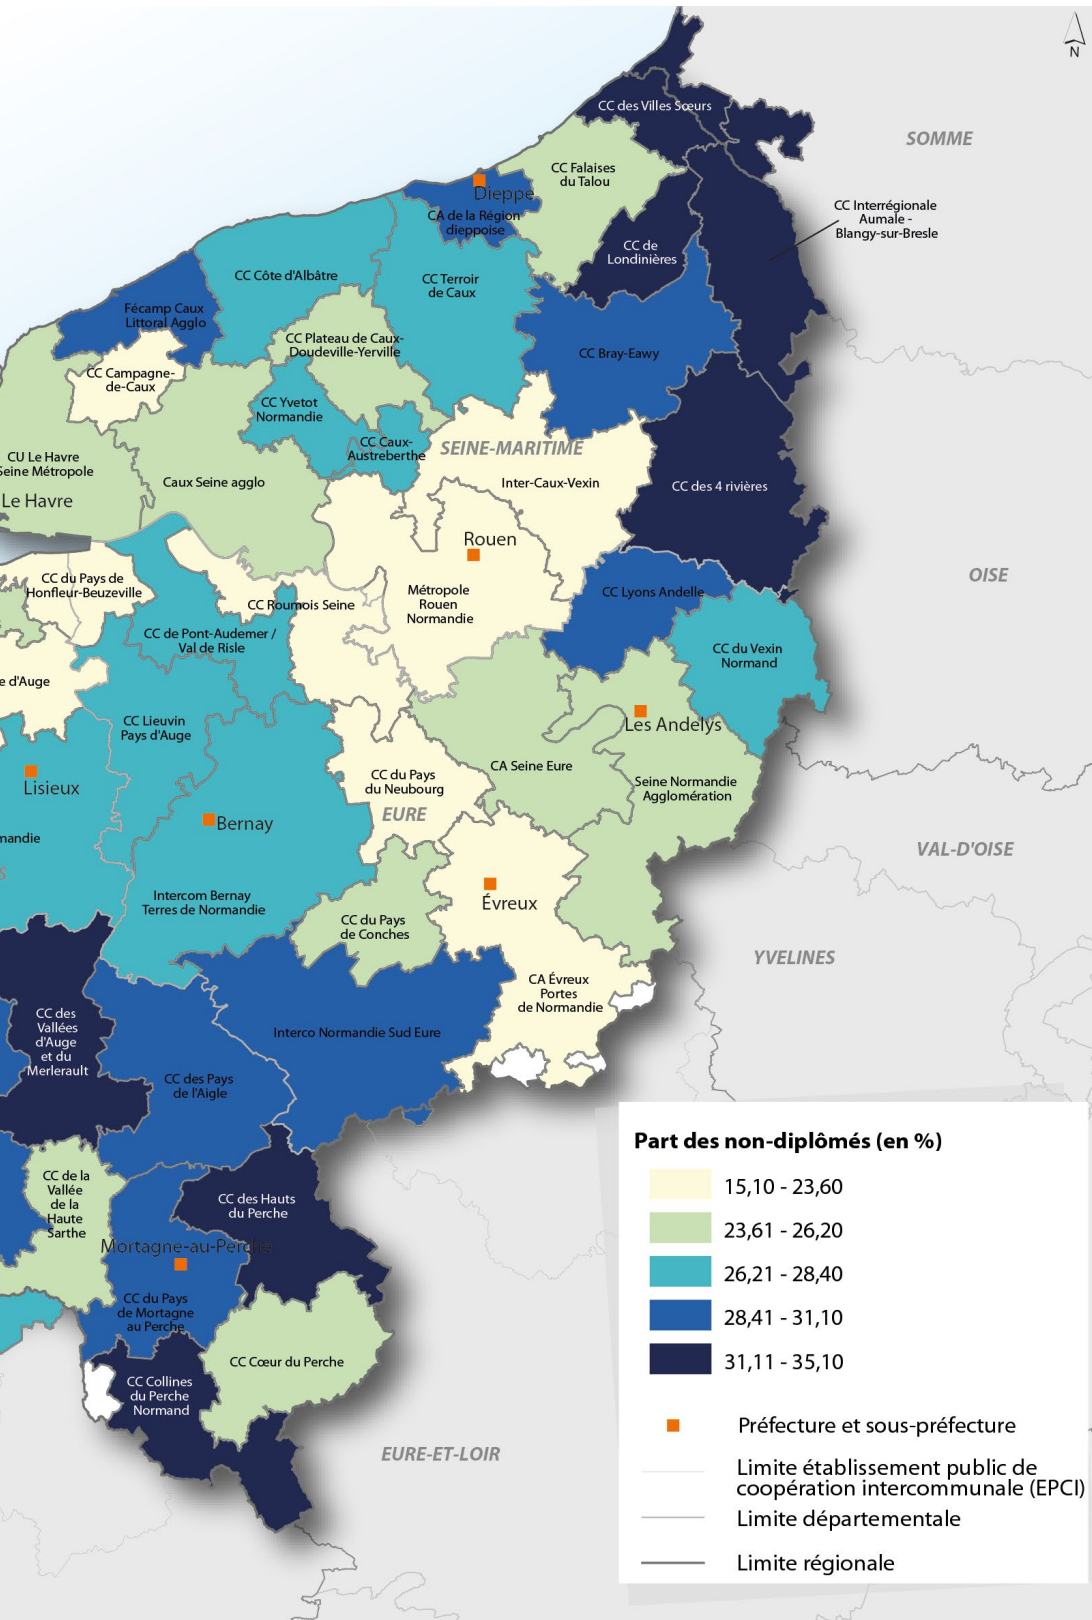 N
CC des Villes Sœurs
SOMME
CC Falaises
du Talou
Dieppe
CA de la Région
dieppoise
CC Interrégionale
Aumale -
Blangy-sur-Bresle
CC de
Londinières
CC Côte d'Albâtre
CC Terroir
de Caux
Fécamp Caux
Littoral Agglo
CC Plateau de Caux-
Doudeville-Yerville
CC Bray-Eawy
CC Campagne-
de-Caux
CC Yvetot
Normandie
CC Caux-
Austreberthe
SEINE-MARITIME
CU Le Havre
Seine Métropole
Caux Seine agglo
Inter-Caux-Vexin
CC des 4 rivières
Le Havre
Rouen
OISE
CC du Pays de
Honfleur-Beuzeville
CC Roumois Seine
Métropole
Rouen
Normandie
CC Lyons Andelle
CC de Pont-Audemer /
Val de Risle
CC du Vexin
Normand
e d'Auge
CC Lieuvin
Pays d'Auge
Les Andelys
CA Seine Eure
Lisieux
CC du Pays
du Neubourg
Seine Normandie
Agglomération
EURE
Bernay
mandie
VAL-D'OISE
S
Intercom Bernay
Terres de Normandie
Évreux
CC du Pays
de Conches
YVELINES
CA Évreux
Portes
de Normandie
CC des
Vallées
d'Auge
et du
Merlerault
Interco Normandie Sud Eure
CC des Pays
de l'Aigle
CC de la
Vallée
de la
Haute
Sarthe
CC des Hauts
du Perche
Mortagne-au-Perche
CC du Pays
de Mortagne
au Perche
CC Cœur du Perche
CC Collines
du Perche
Normand
EURE-ET-LOIR
Part des non-diplômés (en %)
15,10 - 23,60
23,61 - 26,20
26,21 - 28,40
28,41 - 31,10
31,11 - 35,10
Préfecture et sous-préfecture
Limite établissement public de
coopération intercommunale (EPCI)
Limite départementale
Limite régionale